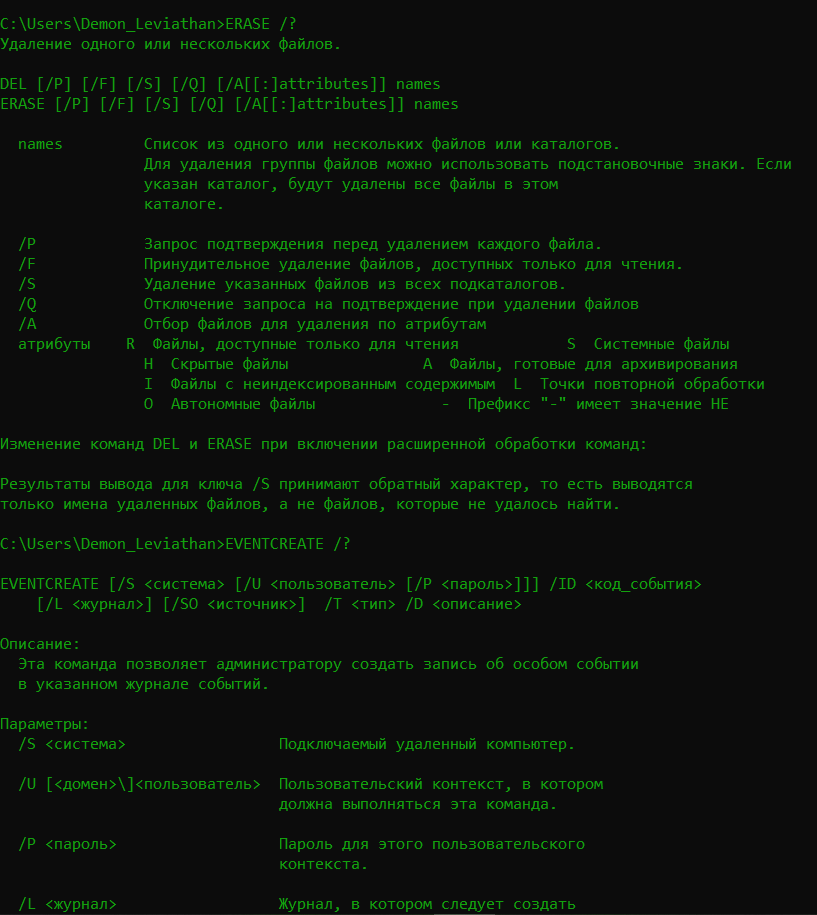 C:\Users\Demon_Leviathan>ERASE /?
Удаление одного или нескольких файлов.
DEL [/P] [/F] [/S] [/Q] [/A[[:]attributes]] names
ERASE [/P] [/F] [/S] [/Q] [/A[[:]attributes]] names
names Список из одного или нескольких файлов или каталогов.
Для удаления группы файлов можно использовать подстановочные знаки. Если
указан каталог, будут удалены все файлы в этом
каталоге.
/P Запрос подтверждения перед удалением каждого файла.
/F Принудительное удаление файлов, доступных только для чтения.
/S Удаление указанных файлов из всех подкаталогов.
/Q Отключение запроса на подтверждение при удалении файлов
/A Отбор файлов для удаления по атрибутам
атрибуты R Файлы, доступные только для чтения S Системные файлы
H Скрытые файлы A Файлы, готовые для архивирования
I Файлы с неиндексированным содержимым L Точки повторной обработки
O Автономные файлы - Префикс "-" имеет значение НЕ
Изменение команд DEL и ERASE при включении расширенной обработки команд:
Результаты вывода для ключа /S принимают обратный характер, то есть выводятся
только имена удаленных файлов, а не файлов, которые не удалось найти.
C:\Users\Demon_Leviathan>EVENTCREATE /?
EVENTCREATE [/S <система> [/U <пользователь> [/P <пароль>]]] /ID <код_события>
[/L <журнал>] [/SO <источник>] /T <тип> /D <описание>
Описание:
Эта команда позволяет администратору создать запись об особом событии
в указанном журнале событий.
Параметры:
/S <система> Подключаемый удаленный компьютер.
/U [<домен>\]<пользователь> Пользовательский контекст, в котором
должна выполняться эта команда.
/P <пароль> Пароль для этого пользовательского
контекста.
/L <журнал> Журнал, в котором следует создать